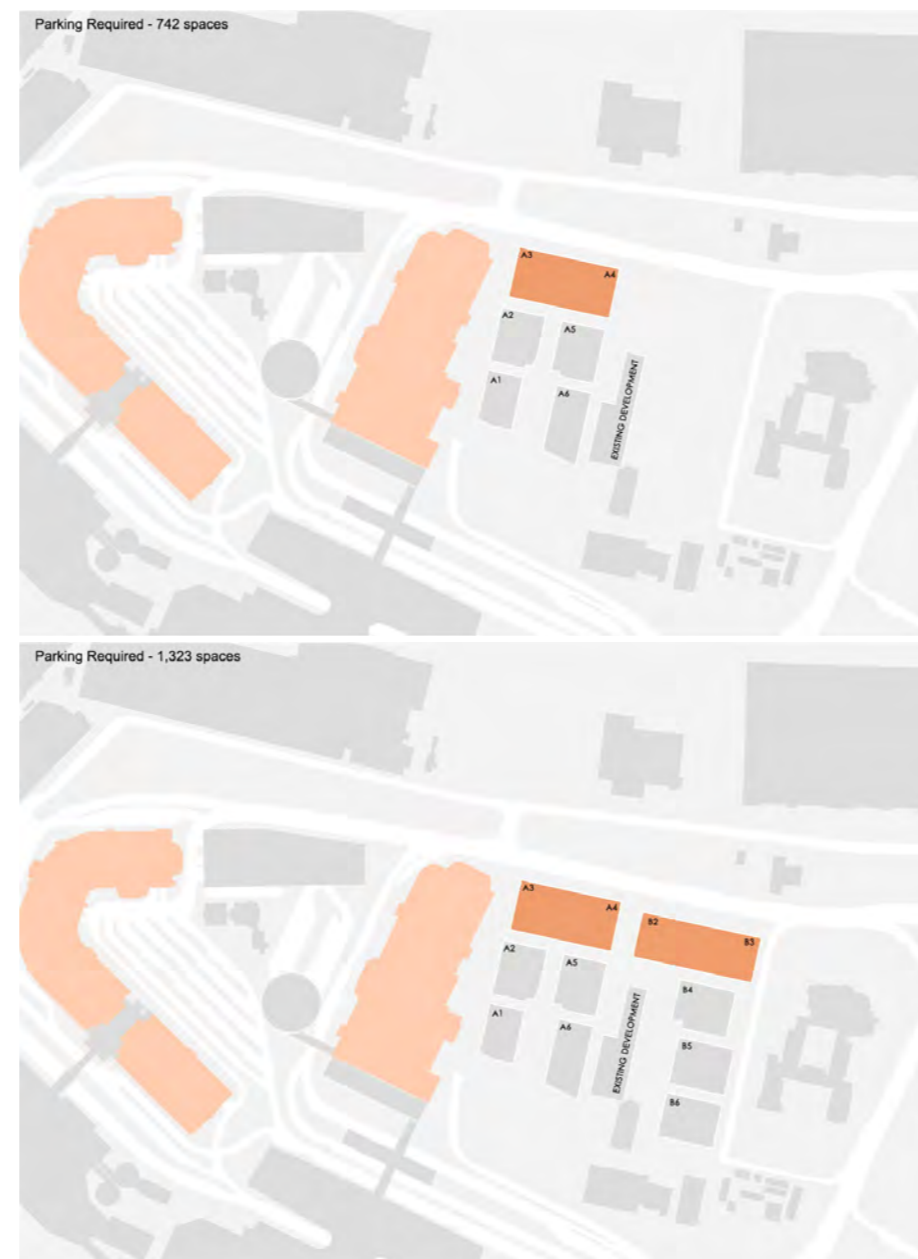 Parking Required - 742 spaces
A3
A4
A2
A5
A1
A6
EXISTING DEVELOPMENT
Parking Required - 1,323 spaces
A3
A4
B2
B3
A2
A5
B4
A1
A6
EXISTING DEVELOPMENT
B5
B6